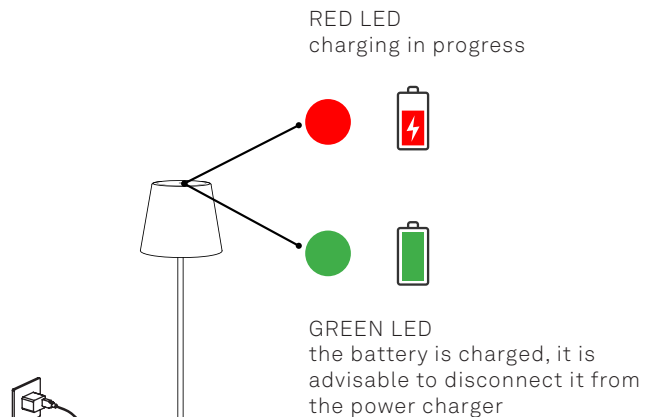 RED LED
charging in progress
GREEN LED
the battery is charged, it is
advisable to disconnect it from
the power charger